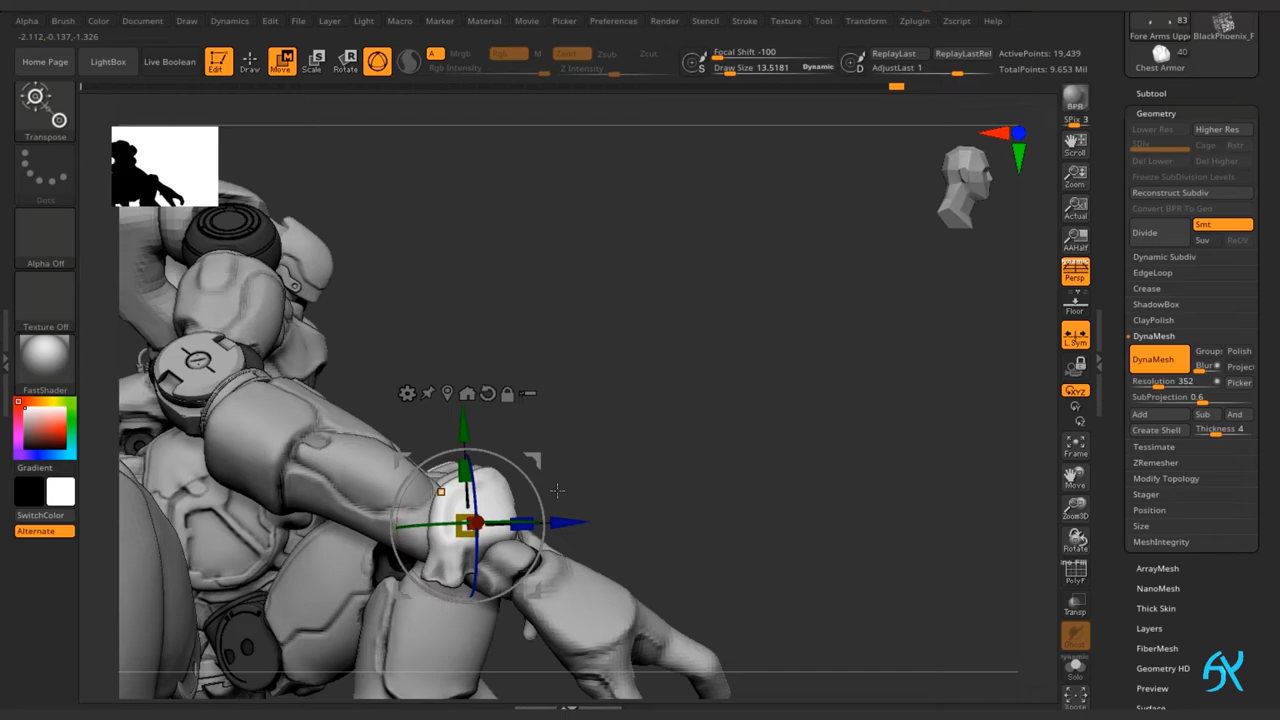 Alpha Brush Color Document Draw Dynamics Edit File Layer Light Macro Marker Material Movie Picker Preferences Render Stencil Stroke Texture Tool Transform Zplugin Zscript Help
-2.112,-0.137,-1.326
Home Page LightBox Live Boolean Edit Draw Move Scale Rotate
A Mrgb Rgb M Zadd Zsub Zcut
Rgb Intensity Z Intensity
S Focal Shift -100
Draw Size 13.5181 Dynamic
D ReplayLast ReplayLastRel
AdjustLast 1
ActivePoints: 19,439
TotalPoints: 9.653 Mil
83
Fore Arms Uppe BlackPhoenix_F
40
Chest Armor
Transpose
Dots
Alpha Off
Texture Off
FastShader
Gradient
SwitchColor
Alternate
BPR
SPix 3
Scroll
Zoom
Actual
AAHalf
Dynamic
Persp
Floor
L.Sym
XYZ
Frame
Move
Zoom3D
Rotate
PolyF
Transp
Ghost
Dynamic
Solo
Xpose
Subtool
Geometry
Lower Res Higher Res
SDiv Cage Rstr
Del Lower Del Higher
Freeze SubDivision Levels
Reconstruct Subdiv
Convert BPR To Geo
Divide Smt
Suv ReUV
Dynamic Subdiv
EdgeLoop
Crease
ShadowBox
ClayPolish
DynaMesh
DynaMesh Groups Polish
Blur Project
Resolution 352 Picker
SubProjection 0.6
Add Sub And
Create Shell Thickness 4
Tessimate
ZRemesher
Modify Topology
Stager
Position
Size
MeshIntegrity
ArrayMesh
NanoMesh
Thick Skin
Layers
FiberMesh
Geometry HD
Preview